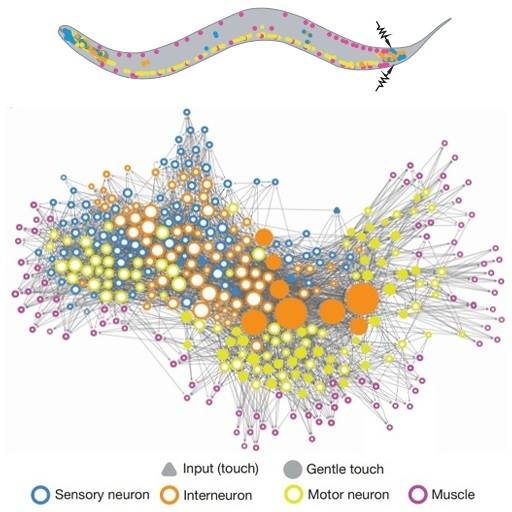 Input (touch) Gentle touch
Sensory neuron Interneuron Motor neuron Muscle